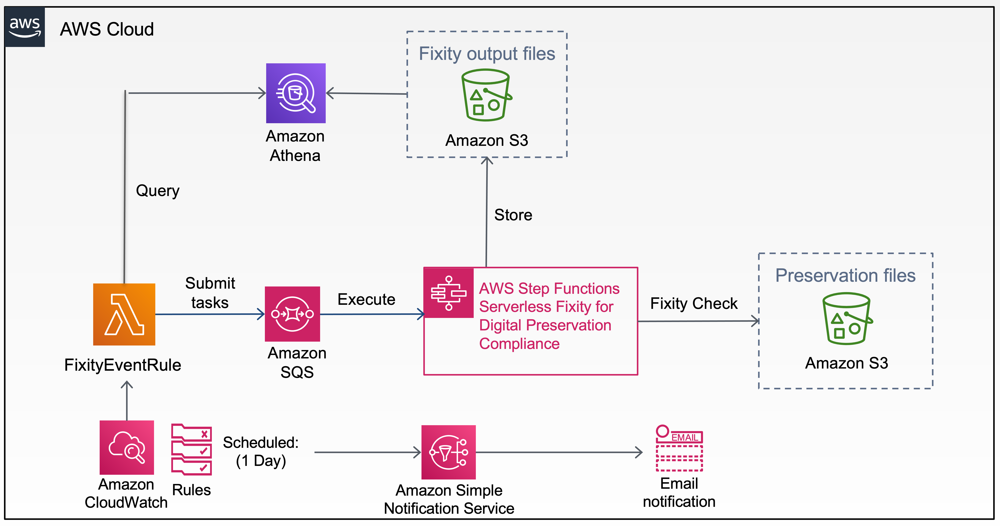 aws
AWS Cloud
Fixity output files
Amazon S3
Amazon
Athena
Query
Store
Submit
tasks
Execute
AWS Step Functions
Serverless Fixity for
Digital Preservation
Compliance
Fixity Check
Preservation files
Amazon S3
FixityEventRule
Amazon
SQS
Amazon
CloudWatch
Rules
Scheduled:
(1 Day)
Amazon Simple
Notification Service
EMAIL
Email
notification